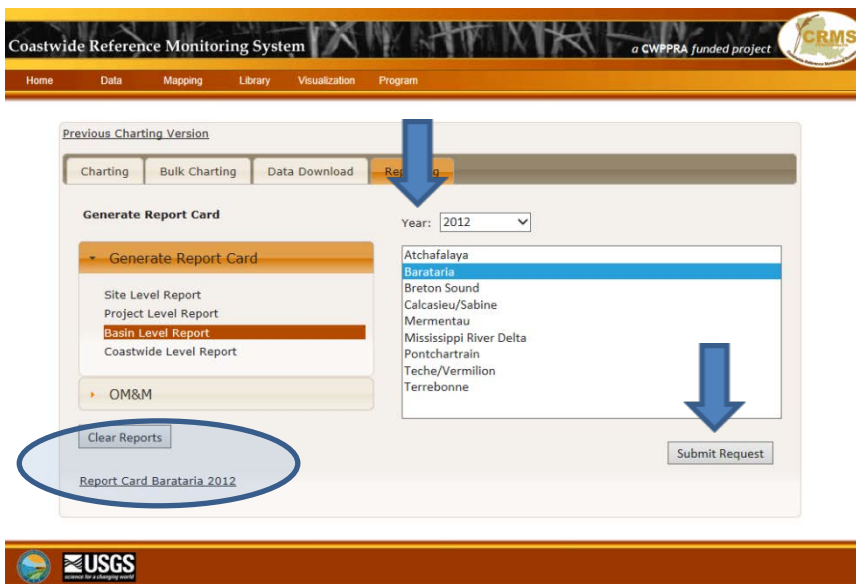 Coastwide Reference Monitoring System
a CWPPRA funded project
CRMS
Home Data Mapping Library Visualization Program
Previous Charting Version
Charting Bulk Charting Data Download
Generate Report Card
Year: 2012
Generate Report Card
Site Level Report
Project Level Report
Basin Level Report
Coastwide Level Report
OM&M
Atchafalaya
Barataria
Breton Sound
Calcasieu/Sabine
Mermentau
Mississippi River Delta
Pontchartrain
Teche/Vermilion
Terrebonne
Clear Reports
Submit Request
Report Card Barataria 2012
USGS
science for a changing world